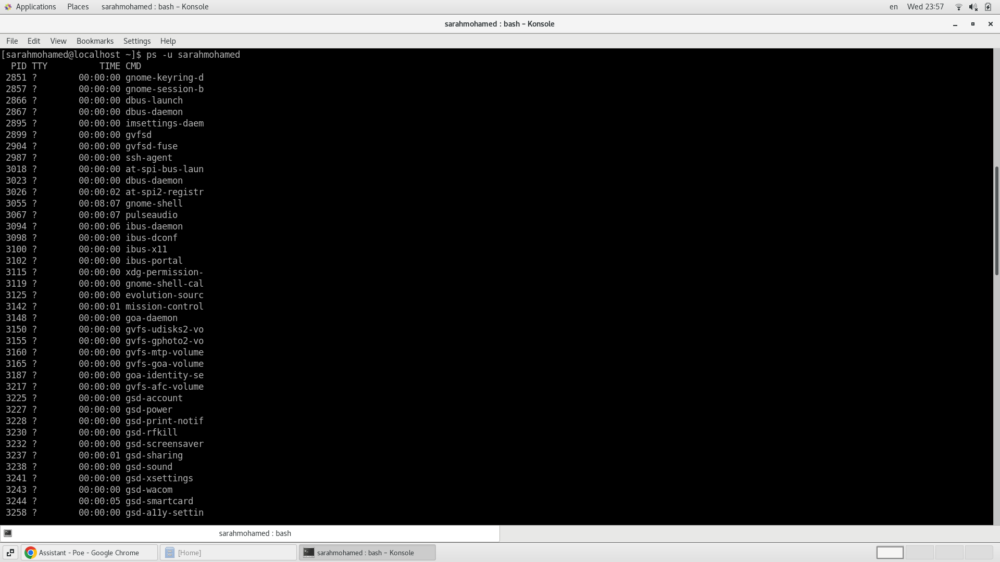 Applications Places sarahmohamed : bash – Konsole en Wed 23:57
sarahmohamed : bash – Konsole
File Edit View Bookmarks Settings Help
[sarahmohamed@localhost ~]$ ps -u sarahmohamed
PID TTY TIME CMD
2851 ? 00:00:00 gnome-keyring-d
2857 ? 00:00:00 gnome-session-b
2866 ? 00:00:00 dbus-launch
2867 ? 00:00:00 dbus-daemon
2895 ? 00:00:00 imsettings-daem
2899 ? 00:00:00 gvfsd
2904 ? 00:00:00 gvfsd-fuse
2987 ? 00:00:00 ssh-agent
3018 ? 00:00:00 at-spi-bus-laun
3023 ? 00:00:00 dbus-daemon
3026 ? 00:00:02 at-spi2-registr
3055 ? 00:08:07 gnome-shell
3067 ? 00:00:07 pulseaudio
3094 ? 00:00:06 ibus-daemon
3098 ? 00:00:00 ibus-dconf
3100 ? 00:00:00 ibus-x11
3102 ? 00:00:00 ibus-portal
3115 ? 00:00:00 xdg-permission-
3119 ? 00:00:00 gnome-shell-cal
3125 ? 00:00:00 evolution-sourc
3142 ? 00:00:01 mission-control
3148 ? 00:00:00 goa-daemon
3150 ? 00:00:00 gvfs-udisks2-vo
3155 ? 00:00:00 gvfs-gphoto2-vo
3160 ? 00:00:00 gvfs-mtp-volume
3165 ? 00:00:00 gvfs-goa-volume
3187 ? 00:00:00 goa-identity-se
3217 ? 00:00:00 gvfs-afc-volume
3225 ? 00:00:00 gsd-account
3227 ? 00:00:00 gsd-power
3228 ? 00:00:00 gsd-print-notif
3230 ? 00:00:00 gsd-rfkill
3232 ? 00:00:00 gsd-screensaver
3237 ? 00:00:01 gsd-sharing
3238 ? 00:00:00 gsd-sound
3241 ? 00:00:00 gsd-xsettings
3243 ? 00:00:00 gsd-wacom
3244 ? 00:00:05 gsd-smartcard
3258 ? 00:00:00 gsd-a11y-settin
sarahmohamed : bash
Assistant - Poe - Google Chrome [Home] sarahmohamed : bash – Konsole